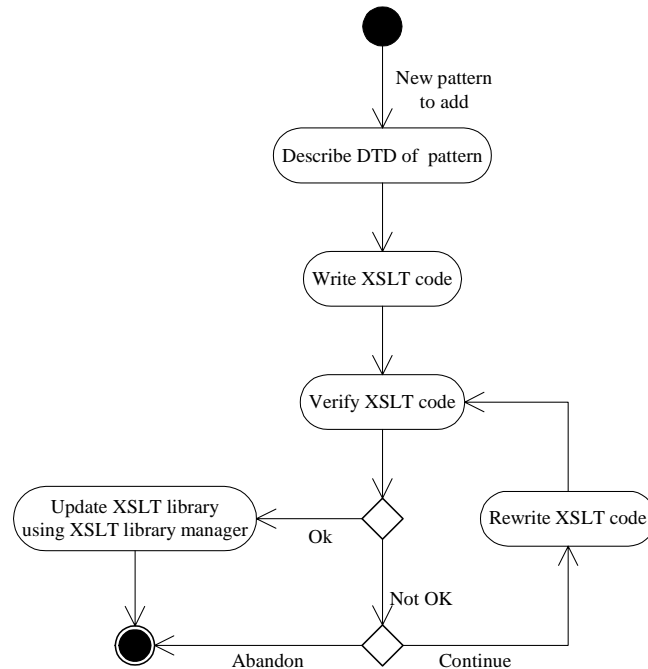 New pattern
to add
Describe DTD of pattern
Write XSLT code
Verify XSLT code
Update XSLT library
using XSLT library manager
Ok
Rewrite XSLT code
Not OK
Abandon
Continue